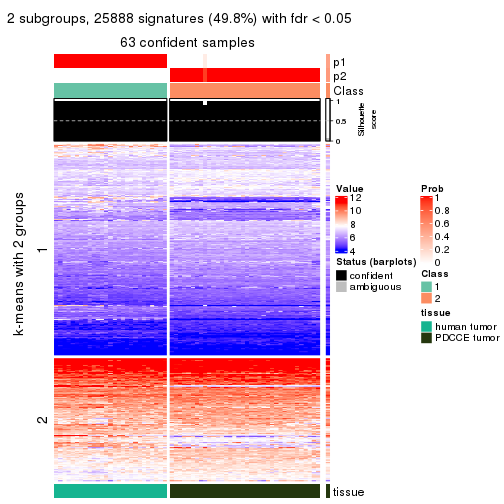 2 subgroups, 25888 signatures (49.8%) with fdr < 0.05
63 confident samples
p1
p2
Class
1
0.5
0
Silhouette
score
k-means with 2 groups
1
2
Value
12
10
8
6
4
Status (barplots)
confident
ambiguous
Prob
1
0.8
0.6
0.4
0.2
0
Class
1
2
tissue
human tumor
PDCCE tumor
tissue